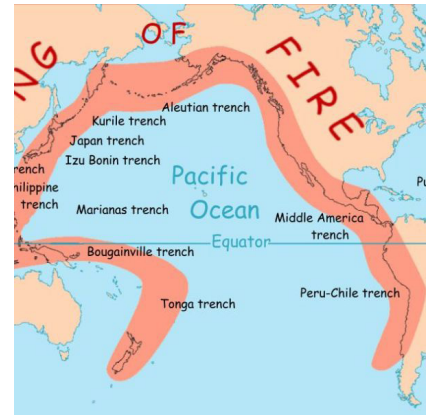 NG OF FIRE
Aleutian trench
Kurile trench
Japan trench
Izu Bonin trench
rench
hilippine
trench
Pacific
Ocean
Marianas trench
Middle America
trench
Equator
Bougainville trench
Peru-Chile trench
Tonga trench